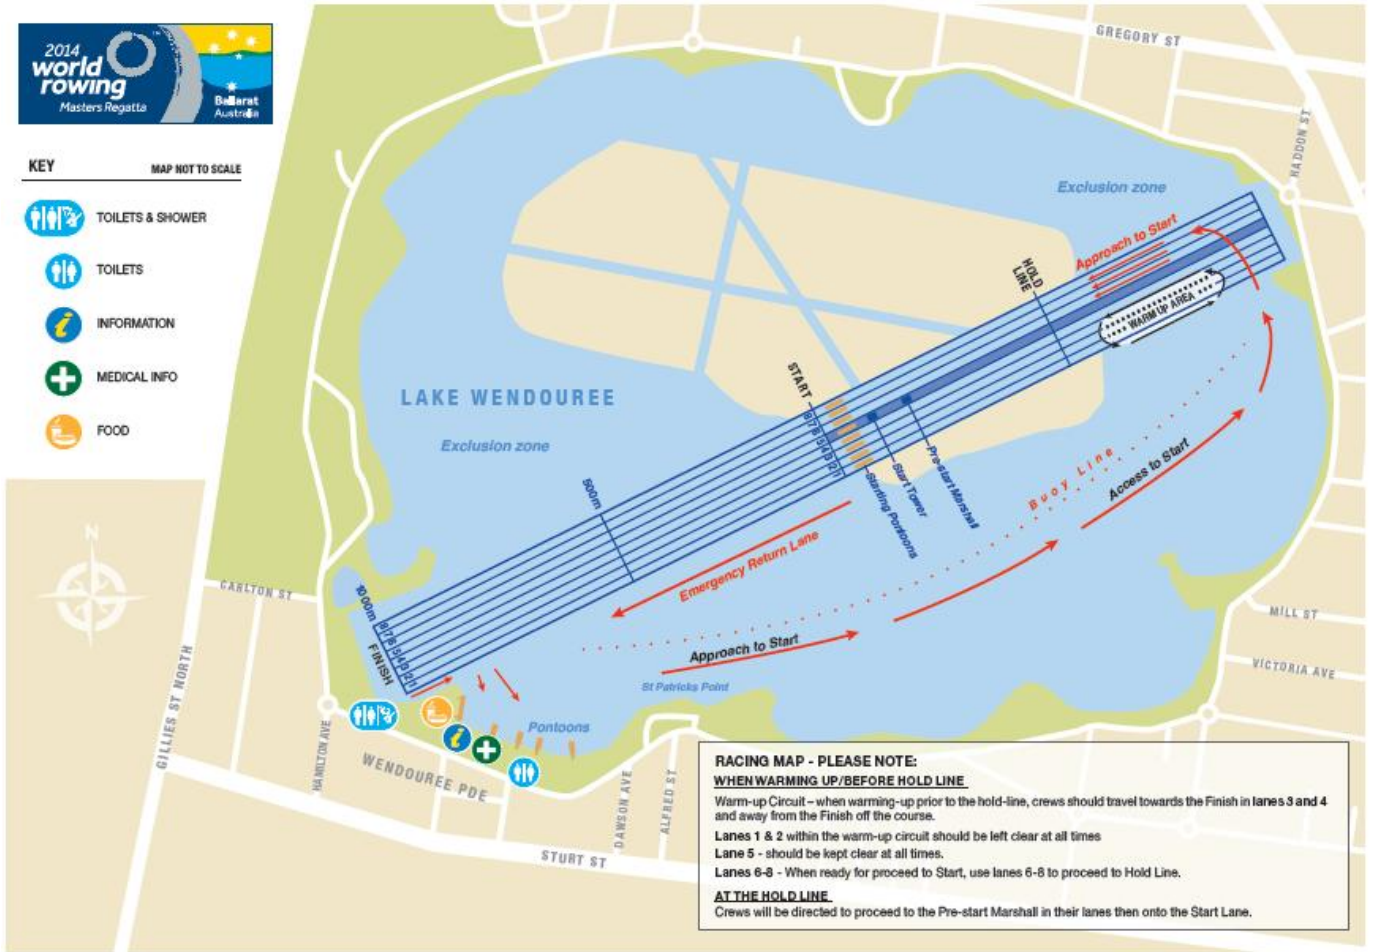 2014
world
rowing
Masters Regatta
Ballarat
Australia
KEY
MAP NOT TO SCALE
TOILETS & SHOWER
TOILETS
INFORMATION
MEDICAL INFO
FOOD
N
GREGORY ST
HADDON ST
Exclusion zone
Approach to Start
HOLD
LINE
WARM UP AREA
START
8 7 6 5 4 3 2 1
LAKE WENDOUREE
Exclusion zone
Starting Pontoons
Start Tower
Pre-start Marshall
Buoy Line
Access to Start
500m
Emergency Return Lane
Approach to Start
1000m
8 7 6 5 4 3 2 1
FINISH
St Patricks Point
Pontoons
CARLTON ST
GILLIES ST NORTH
HAMILTON AVE
WENDOUREE PDE
DAWSON AVE
ALFRED ST
STURT ST
MILL ST
VICTORIA AVE
RACING MAP - PLEASE NOTE:
WHEN WARMING UP/BEFORE HOLD LINE
Warm-up Circuit – when warming-up prior to the hold-line, crews should travel towards the Finish in lanes 3 and 4
and away from the Finish off the course.
Lanes 1 & 2 within the warm-up circuit should be left clear at all times
Lane 5 - should be kept clear at all times.
Lanes 6-8 - When ready for proceed to Start, use lanes 6-8 to proceed to Hold Line.
AT THE HOLD LINE
Crews will be directed to proceed to the Pre-start Marshall in their lanes then onto the Start Lane.